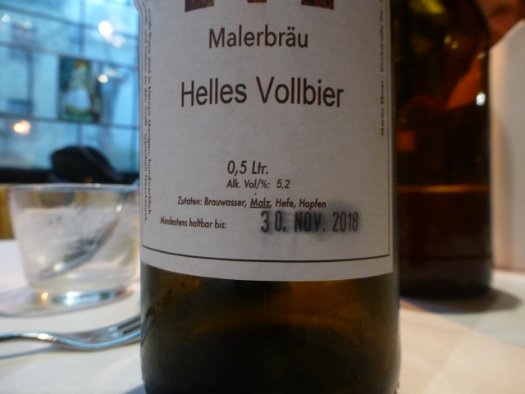 Malerbräu
Helles Vollbier
0,5 Ltr.
Alk. Vol/%: 5,2
Zutaten: Brauwasser, Malz, Hefe, Hopfen
Mindestens haltbar bis: 30. NOV. 2018